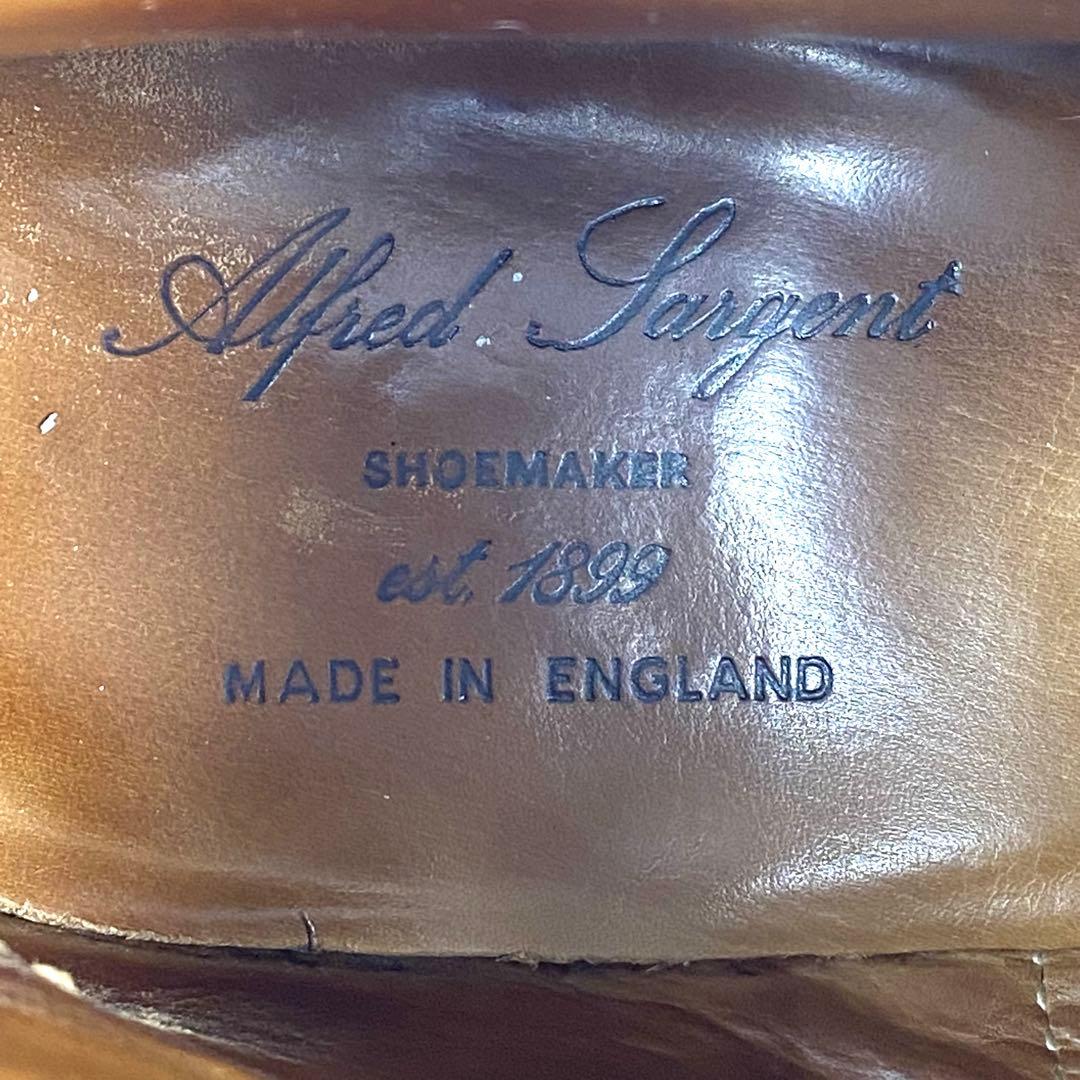 Alfred Sargent
SHOEMAKER
est. 1899
MADE IN ENGLAND